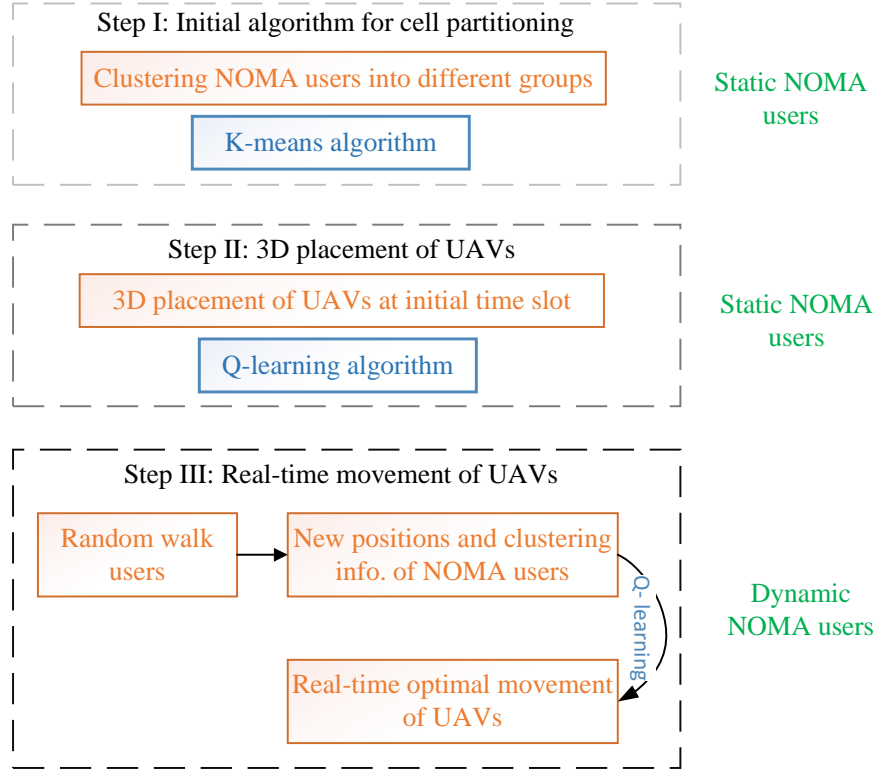 Step I: Initial algorithm for cell partitioning
Clustering NOMA users into different groups
K-means algorithm
Static NOMA
users
Step II: 3D placement of UAVs
3D placement of UAVs at initial time slot
Q-learning algorithm
Static NOMA
users
Step III: Real-time movement of UAVs
Random walk
users
New positions and clustering
info. of NOMA users
Q- learning
Real-time optimal movement
of UAVs
Dynamic
NOMA users